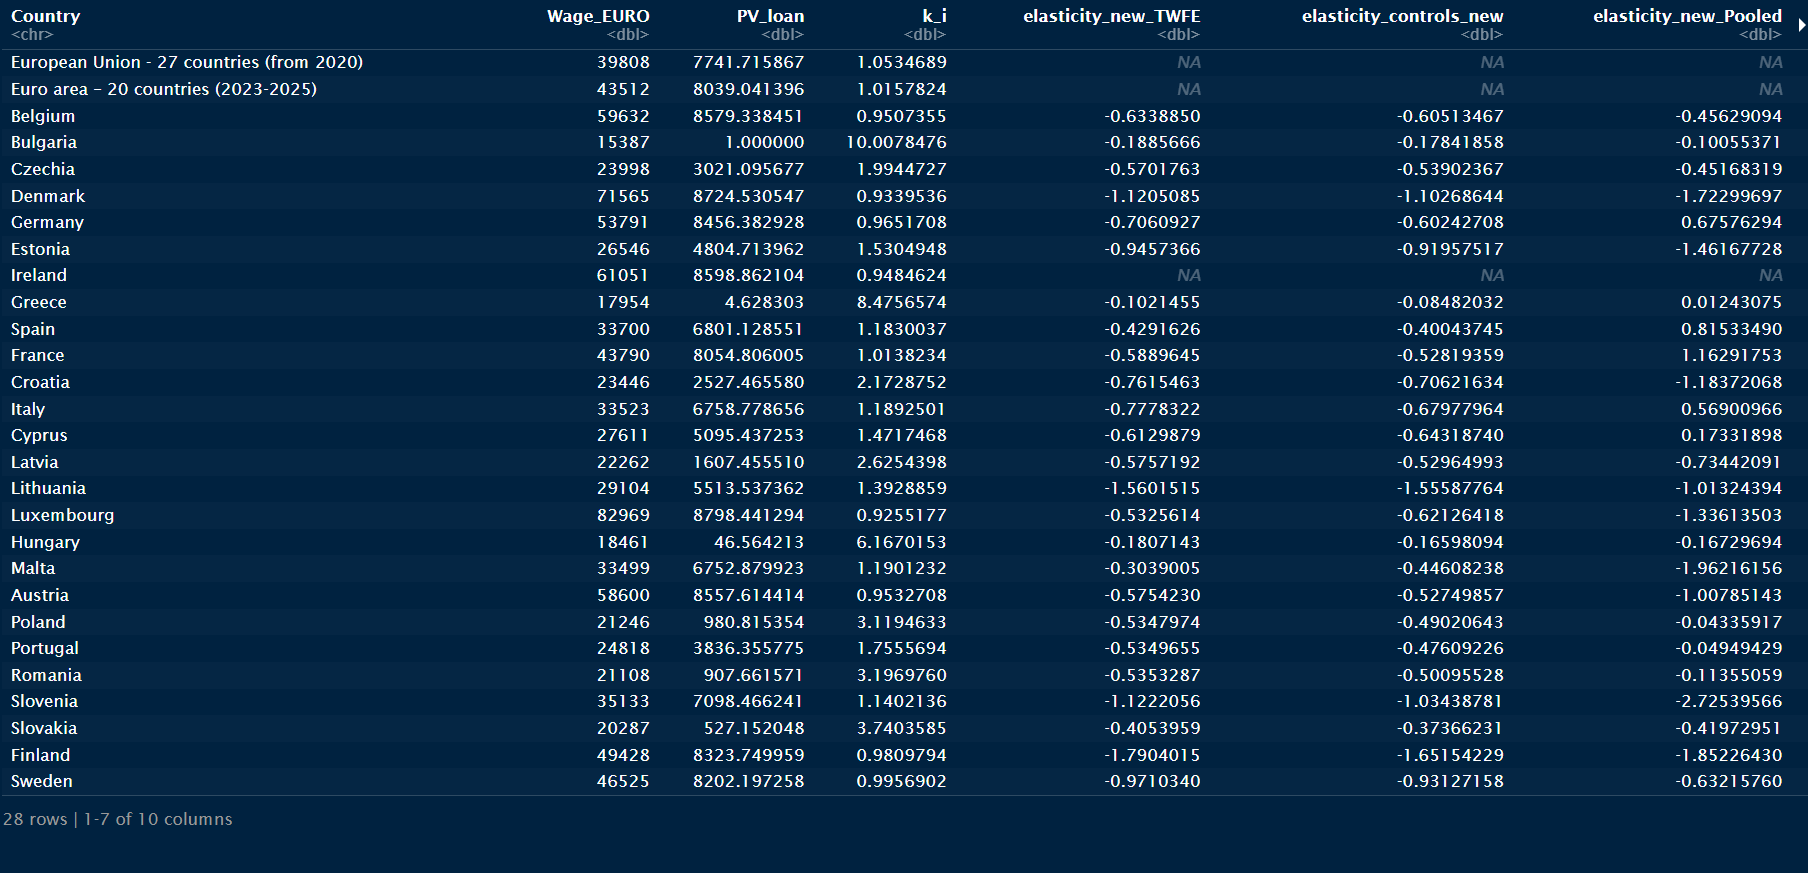 Country Wage_EURO PV_loan k_i elasticity_new_TWFE elasticity_controls_new elasticity_new_Pooled
<chr> <dbl> <dbl> <dbl> <dbl> <dbl> <dbl>
European Union - 27 countries (from 2020) 39808 7741.715867 1.0534689 NA NA NA
Euro area – 20 countries (2023-2025) 43512 8039.041396 1.0157824 NA NA NA
Belgium 59632 8579.338451 0.9507355 -0.6338850 -0.60513467 -0.45629094
Bulgaria 15387 1.000000 10.0078476 -0.1885666 -0.17841858 -0.10055371
Czechia 23998 3021.095677 1.9944727 -0.5701763 -0.53902367 -0.45168319
Denmark 71565 8724.530547 0.9339536 -1.1205085 -1.10268644 -1.72299697
Germany 53791 8456.382928 0.9651708 -0.7060927 -0.60242708 0.67576294
Estonia 26546 4804.713962 1.5304948 -0.9457366 -0.91957517 -1.46167728
Ireland 61051 8598.862104 0.9484624 NA NA NA
Greece 17954 4.628303 8.4756574 -0.1021455 -0.08482032 0.01243075
Spain 33700 6801.128551 1.1830037 -0.4291626 -0.40043745 0.81533490
France 43790 8054.806005 1.0138234 -0.5889645 -0.52819359 1.16291753
Croatia 23446 2527.465580 2.1728752 -0.7615463 -0.70621634 -1.18372068
Italy 33523 6758.778656 1.1892501 -0.7778322 -0.67977964 0.56900966
Cyprus 27611 5095.437253 1.4717468 -0.6129879 -0.64318740 0.17331898
Latvia 22262 1607.455510 2.6254398 -0.5757192 -0.52964993 -0.73442091
Lithuania 29104 5513.537362 1.3928859 -1.5601515 -1.55587764 -1.01324394
Luxembourg 82969 8798.441294 0.9255177 -0.5325614 -0.62126418 -1.33613503
Hungary 18461 46.564213 6.1670153 -0.1807143 -0.16598094 -0.16729694
Malta 33499 6752.879923 1.1901232 -0.3039005 -0.44608238 -1.96216156
Austria 58600 8557.614414 0.9532708 -0.5754230 -0.52749857 -1.00785143
Poland 21246 980.815354 3.1194633 -0.5347974 -0.49020643 -0.04335917
Portugal 24818 3836.355775 1.7555694 -0.5349655 -0.47609226 -0.04949429
Romania 21108 907.661571 3.1969760 -0.5353287 -0.50095528 -0.11355059
Slovenia 35133 7098.466241 1.1402136 -1.1222056 -1.03438781 -2.72539566
Slovakia 20287 527.152048 3.7403585 -0.4053959 -0.37366231 -0.41972951
Finland 49428 8323.749959 0.9809794 -1.7904015 -1.65154229 -1.85226430
Sweden 46525 8202.197258 0.9956902 -0.9710340 -0.93127158 -0.63215760
28 rows | 1-7 of 10 columns